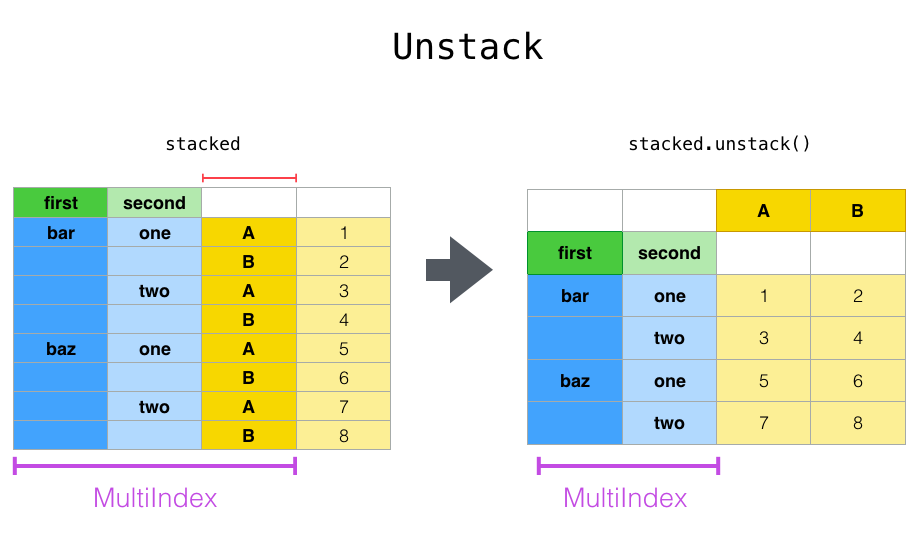 Unstack
stacked
first second
bar one A 1
B 2
two A 3
B 4
baz one A 5
B 6
two A 7
B 8
MultiIndex
stacked.unstack()
A B
first second
bar one 1 2
two 3 4
baz one 5 6
two 7 8
MultiIndex